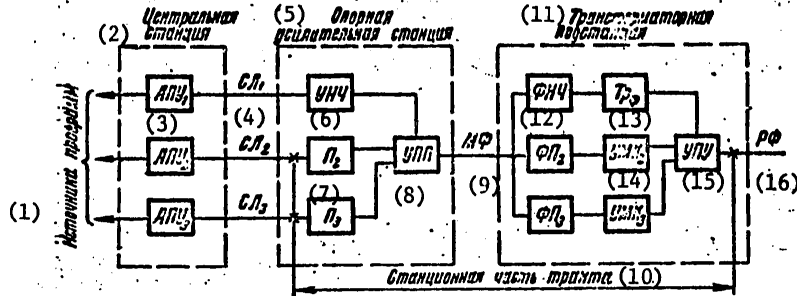 (2) Центральная станция
(5) Опорная усилительная станция
(11) Трансформаторная подстанция
(1) Источники программ
АПУ₁ (3)
АПУ₂
АПУ₃
СЛ₁ (4)
СЛ₂
СЛ₃
УНЧ (6)
П₂ (7)
П₃
УПП (8)
МФ (9)
ФНЧ (12)
ФП₂
ФП₃
Трз (13)
(14)
УПУ (15)
РФ (16)
Станционная часть тракта (10)